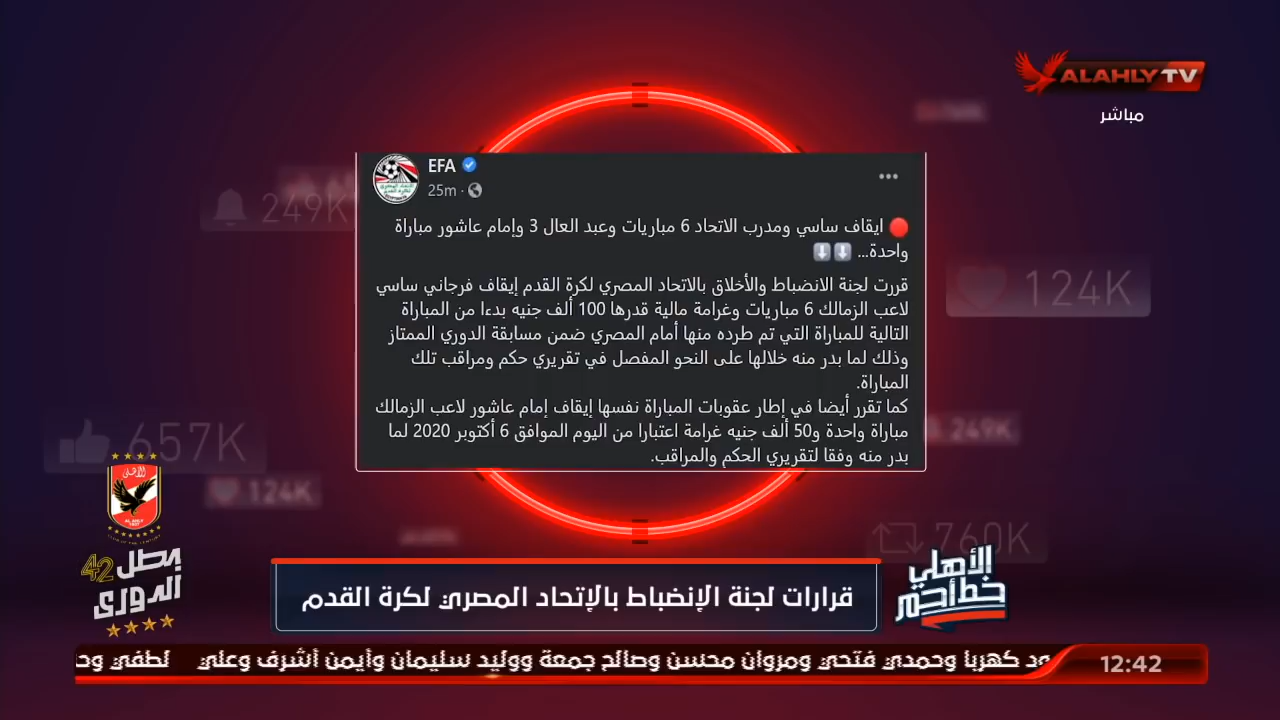 ALAHLY TV
مباشر
EFA
25m
🔴 ايقاف ساسي ومدرب الاتحاد 6 مباريات وعبد العال 3 وإمام عاشور مباراة
واحدة... ⬇️⬇️
قررت لجنة الانضباط والأخلاق بالاتحاد المصري لكرة القدم إيقاف فرجاني ساسي
لاعب الزمالك 6 مباريات وغرامة مالية قدرها 100 ألف جنيه بدءا من المباراة
التالية للمباراة التي تم طرده منها أمام المصري ضمن مسابقة الدوري الممتاز
وذلك لما بدر منه خلالها على النحو المفصل في تقريري حكم ومراقب تلك
المباراة.
كما تقرر أيضا في إطار عقوبات المباراة نفسها إيقاف إمام عاشور لاعب الزمالك
مباراة واحدة و50 ألف جنيه غرامة اعتبارا من اليوم الموافق 6 أكتوبر 2020 لما
بدر منه وفقا لتقريري الحكم والمراقب.
249K
124K
657K
249K
124K
760K
بطل 42
الدوري
الأهلي
خط أحمر
قرارات لجنة الإنضباط بالإتحاد المصري لكرة القدم
ود كهربا وحمدي فتحي ومروان محسن وصالح جمعة ووليد سليمان وأيمن أشرف وعلي لطفي وحـ
12:42